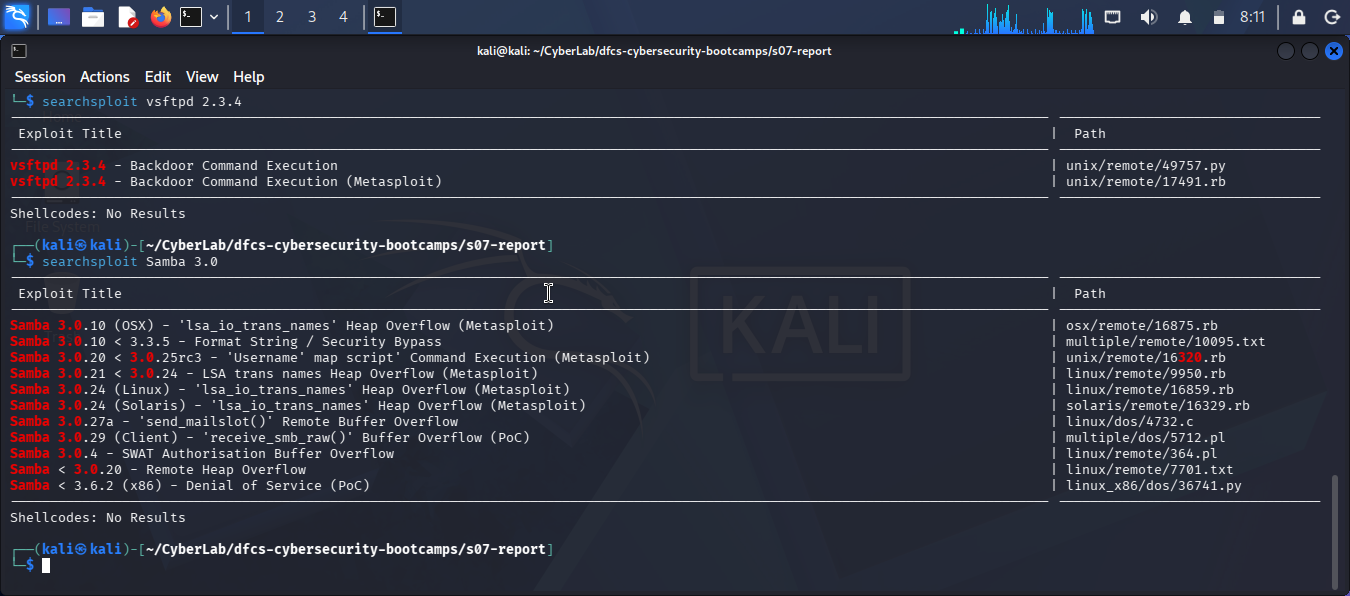 1 2 3 4 8:11
kali@kali: ~/CyberLab/dfcs-cybersecurity-bootcamps/s07-report
Session Actions Edit View Help
└─$ searchsploit vsftpd 2.3.4
Exploit Title | Path
vsftpd 2.3.4 - Backdoor Command Execution | unix/remote/49757.py
vsftpd 2.3.4 - Backdoor Command Execution (Metasploit) | unix/remote/17491.rb
Shellcodes: No Results
File System
┌──(kali㉿kali)-[~/CyberLab/dfcs-cybersecurity-bootcamps/s07-report]
└─$ searchsploit Samba 3.0
Exploit Title | Path
Samba 3.0.10 (OSX) - 'lsa_io_trans_names' Heap Overflow (Metasploit) | osx/remote/16875.rb
Samba 3.0.10 < 3.3.5 - Format String / Security Bypass | multiple/remote/10095.txt
Samba 3.0.20 < 3.0.25rc3 - 'Username' map script' Command Execution (Metasploit) | unix/remote/16320.rb
Samba 3.0.21 < 3.0.24 - LSA trans names Heap Overflow (Metasploit) | linux/remote/9950.rb
Samba 3.0.24 (Linux) - 'lsa_io_trans_names' Heap Overflow (Metasploit) | linux/remote/16859.rb
Samba 3.0.24 (Solaris) - 'lsa_io_trans_names' Heap Overflow (Metasploit) | solaris/remote/16329.rb
Samba 3.0.27a - 'send_mailslot()' Remote Buffer Overflow | linux/dos/4732.c
Samba 3.0.29 (Client) - 'receive_smb_raw()' Buffer Overflow (PoC) | multiple/dos/5712.pl
Samba 3.0.4 - SWAT Authorisation Buffer Overflow | linux/remote/364.pl
Samba < 3.0.20 - Remote Heap Overflow | linux/remote/7701.txt
Samba < 3.6.2 (x86) - Denial of Service (PoC) | linux_x86/dos/36741.py
Shellcodes: No Results
KALI
┌──(kali㉿kali)-[~/CyberLab/dfcs-cybersecurity-bootcamps/s07-report]
└─$